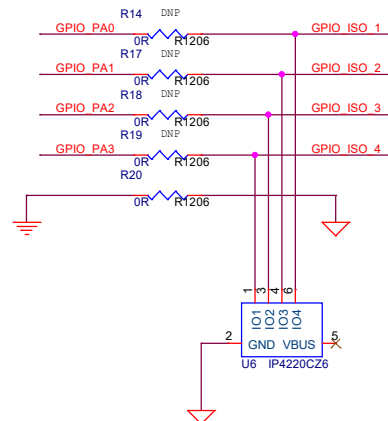 R14 DNP
GPIO_PA0 0R R1206 GPIO_ISO_1
R17 DNP
GPIO_PA1 0R R1206 GPIO_ISO_2
R18 DNP
GPIO_PA2 0R R1206 GPIO_ISO_3
R19 DNP
GPIO_PA3 0R R1206 GPIO_ISO_4
R20
0R R1206
1 3 4 6
IO1 IO2 IO3 IO4
2 GND VBUS 5
U6 IP4220CZ6